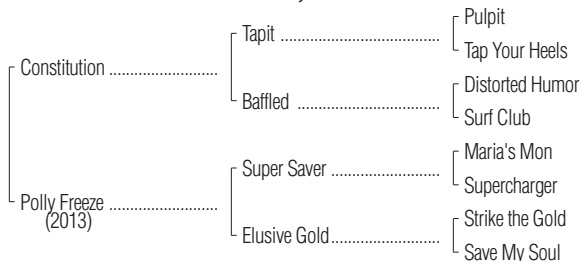 Pulpit
Tapit ..............................
Tap Your Heels
Constitution ........................
Distorted Humor
Baffled ...........................
Surf Club
Maria's Mon
Super Saver .....................
Supercharger
Polly Freeze ........................
(2013)
Strike the Gold
Elusive Gold.....................
Save My Soul